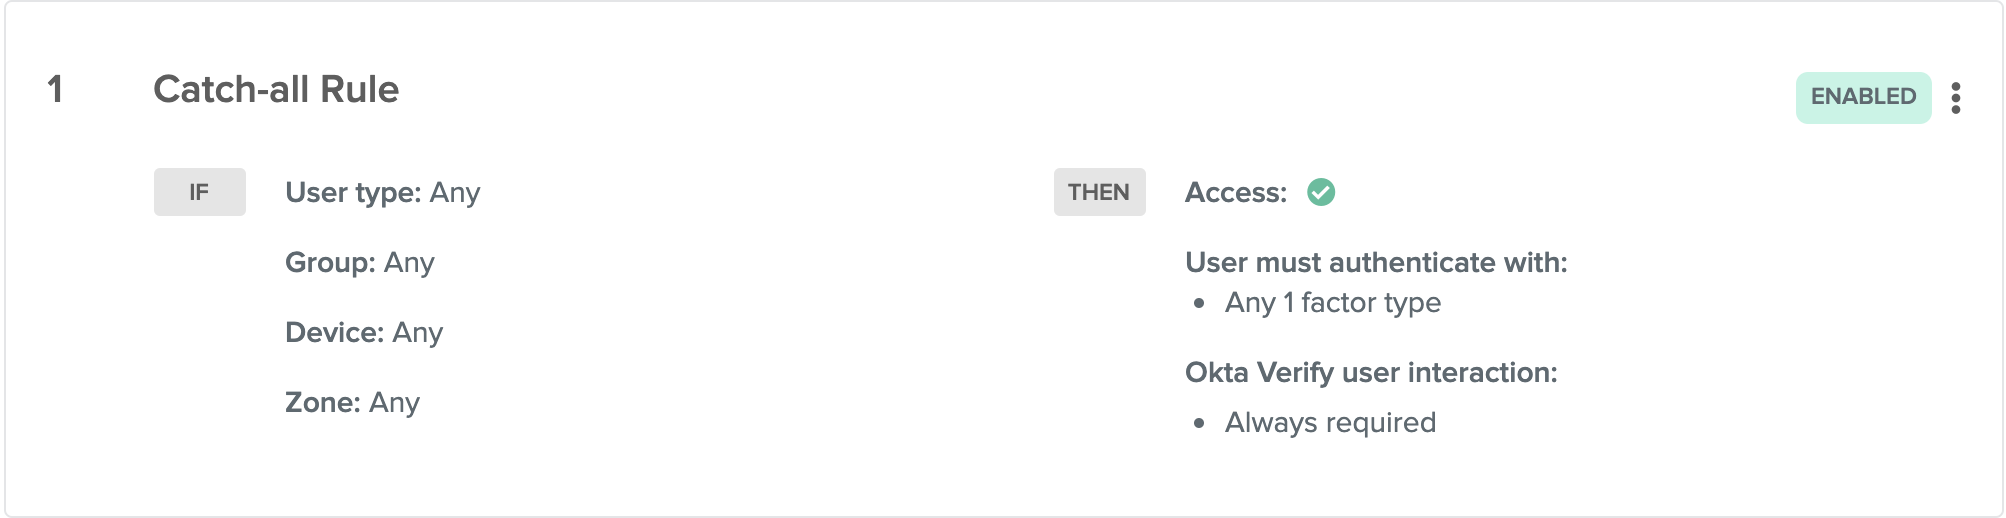 1 Catch-all Rule ENABLED
IF User type: Any
Group: Any
Device: Any
Zone: Any
THEN Access:
User must authenticate with:
• Any 1 factor type
Okta Verify user interaction:
• Always required